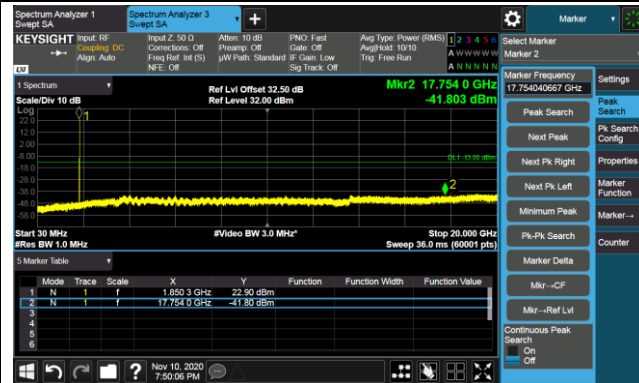 Spectrum Analyzer 1
Swept SA
Spectrum Analyzer 3
Swept SA
Marker
KEYSIGHT
Input: RF
Coupling: DC
Align: Auto
Input Z: 50 Ω
Corrections: Off
Freq Ref: Int (S)
NFE: Off
Atten: 10 dB
Preamp: Off
µW Path: Standard
PNO: Fast
Gate: Off
IF Gain: Low
Sig Track: Off
Avg Type: Power (RMS)
Avg|Hold: 10/10
Trig: Free Run
1 2 3 4 5 6
A W W W W W
A N N N N N
LXI
Select Marker
Marker 2
1 Spectrum
Scale/Div 10 dB
Ref Lvl Offset 32.50 dB
Ref Level 32.00 dBm
Mkr2 17.754 0 GHz
-41.803 dBm
Log
22.0
12.0
2.00
-8.00
-18.0
-28.0
-38.0
-48.0
-58.0
1
DL1 -13.00 dBm
2
Start 30 MHz
#Res BW 1.0 MHz
#Video BW 3.0 MHz*
Stop 20.000 GHz
Sweep 36.0 ms (60001 pts)
5 Marker Table
Mode Trace Scale X Y Function Function Width Function Value
1 N 1 f 1.850 3 GHz 22.90 dBm
2 N 1 f 17.754 0 GHz -41.80 dBm
3
4
5
6
Marker Frequency
17.754040667 GHz
Peak Search
Next Peak
Next Pk Right
Next Pk Left
Minimum Peak
Pk-Pk Search
Marker Delta
Mkr→CF
Mkr→Ref Lvl
Continuous Peak
Search
On
Off
Settings
Peak
Search
Pk Search
Config
Properties
Marker
Function
Marker→
Counter
?
Nov 10, 2020
7:50:06 PM